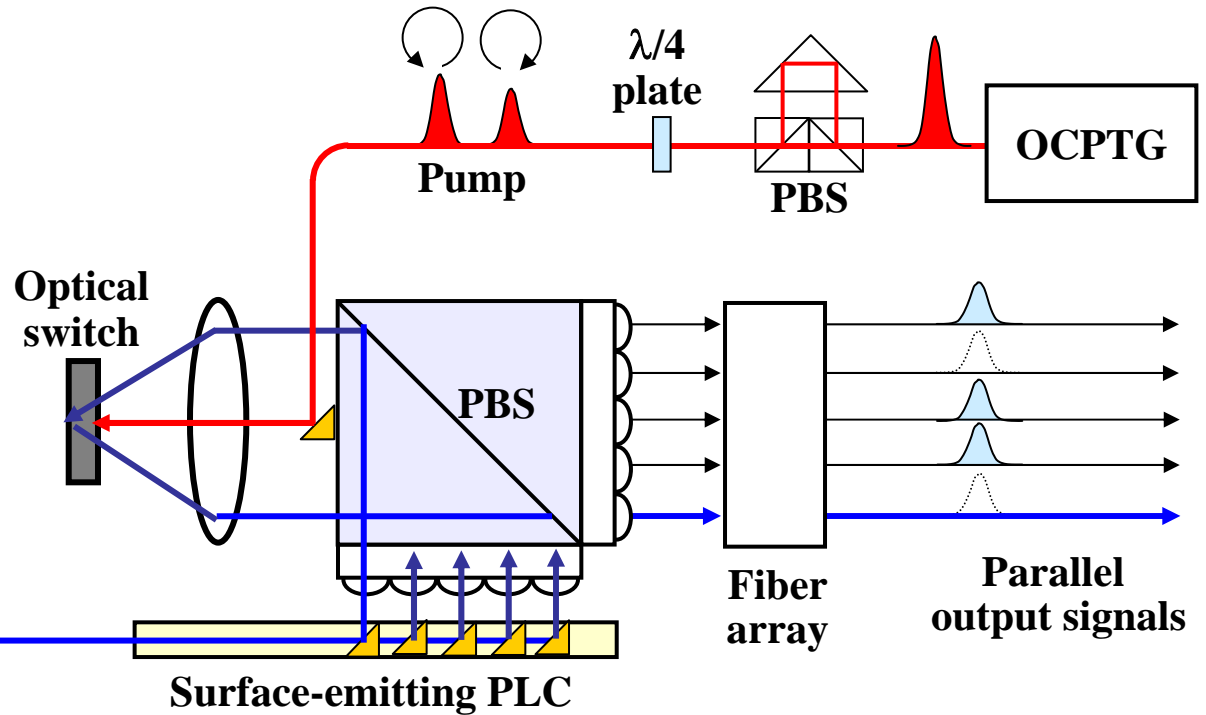 λ/4
plate
OCPTG
Pump
PBS
Optical
switch
PBS
Fiber
array
Parallel
output signals
Surface-emitting PLC